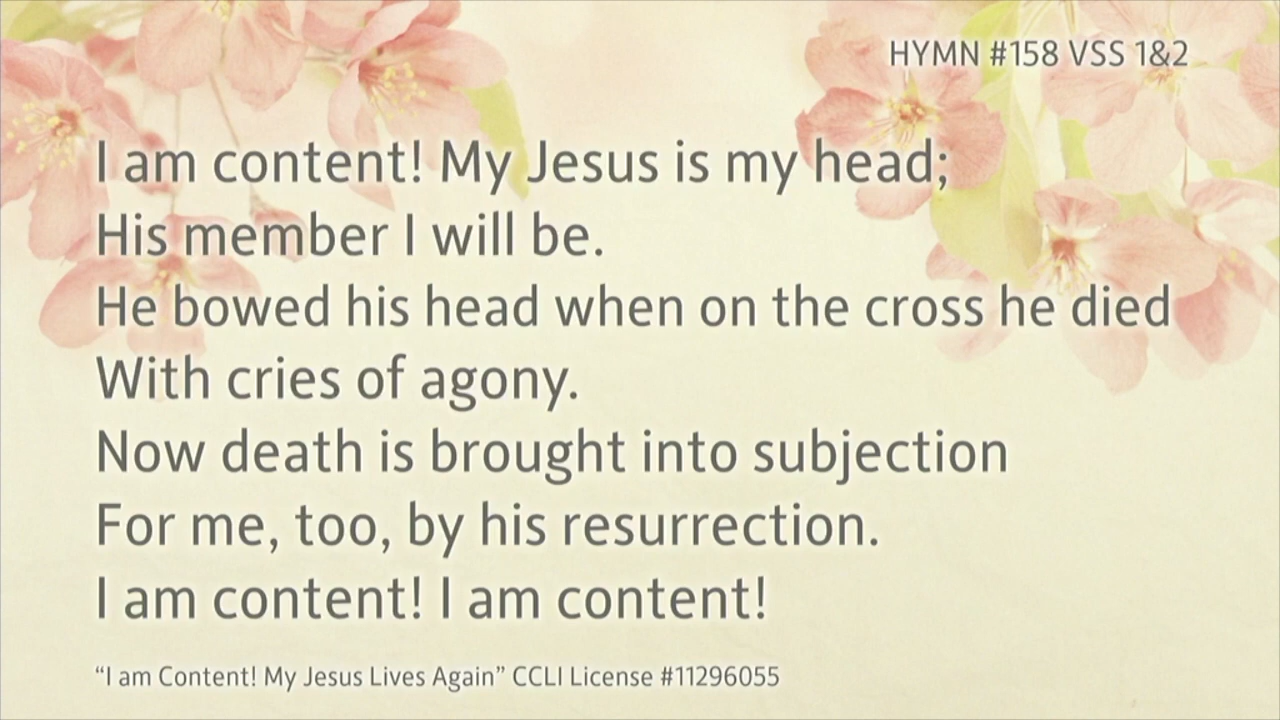 HYMN #158 VSS 1&2
I am content! My Jesus is my head;
His member I will be.
He bowed his head when on the cross he died
With cries of agony.
Now death is brought into subjection
For me, too, by his resurrection.
I am content! I am content!
“I am Content! My Jesus Lives Again” CCLI License #11296055